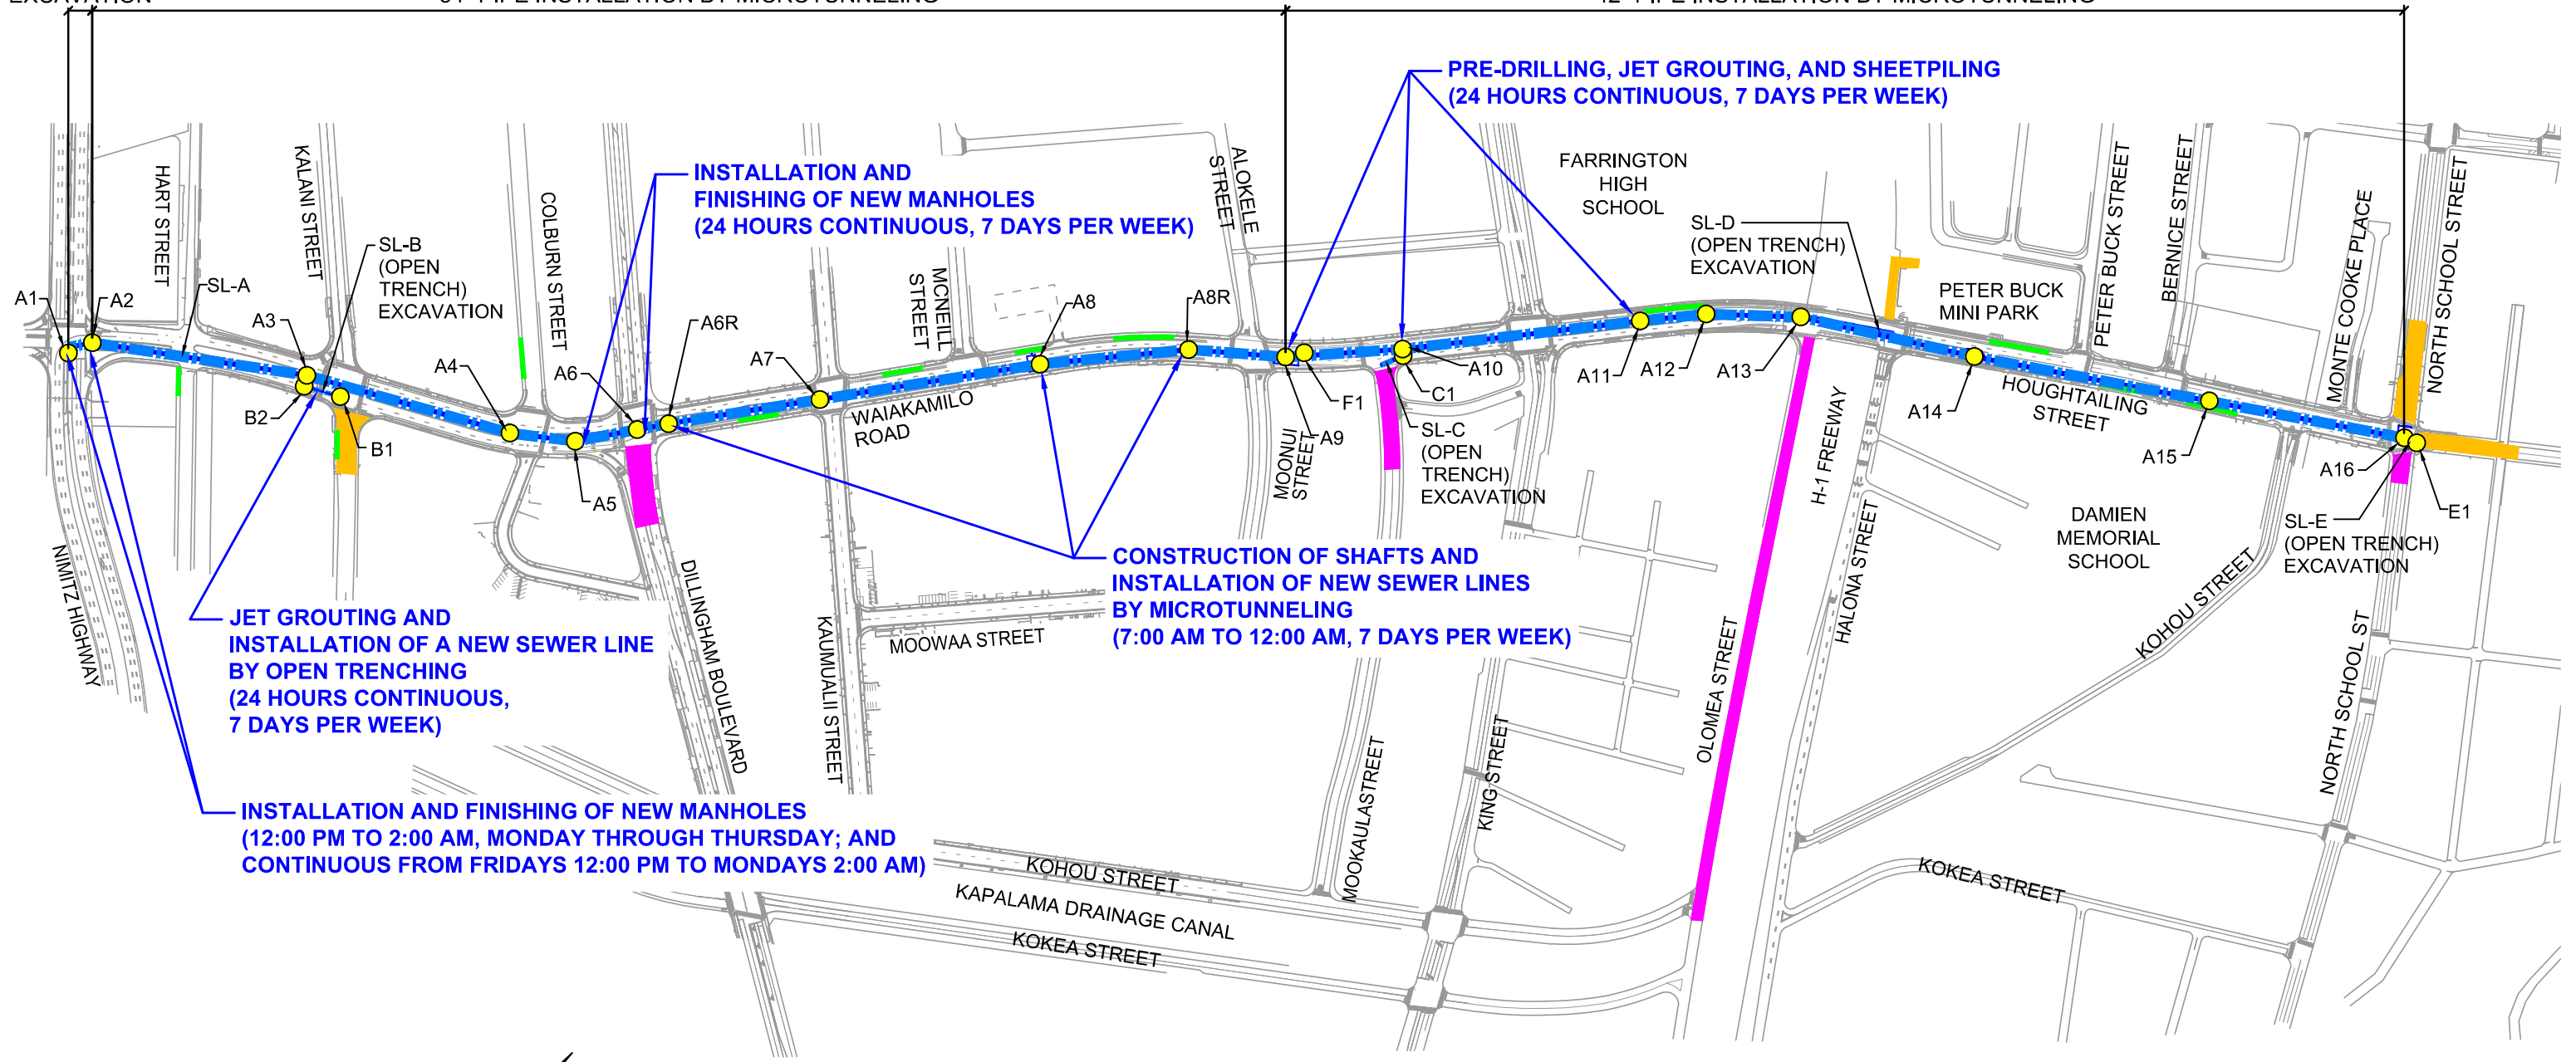 EXCAVATION
PIPE INSTALLATION BY MICROTUNNELING
PIPE INSTALLATION BY MICROTUNNELING
PRE-DRILLING, JET GROUTING, AND SHEETPILING
(24 HOURS CONTINUOUS, 7 DAYS PER WEEK)
INSTALLATION AND
FINISHING OF NEW MANHOLES
(24 HOURS CONTINUOUS, 7 DAYS PER WEEK)
HART STREET
KALANI STREET
COLBURN STREET
MCNEILL
STREET
ALOKELE
STREET
FARRINGTON
HIGH
SCHOOL
SL-D
(OPEN TRENCH)
EXCAVATION
PETER BUCK
MINI PARK
PETER BUCK STREET
BERNICE STREET
MONTE COOKE PLACE
NORTH SCHOOL STREET
SL-B
(OPEN
TRENCH)
EXCAVATION
SL-A
A1
A2
A3
B2
B1
A4
A5
A6
A6R
A7
A8
A8R
A9
F1
A10
C1
A11
A12
A13
A14
A15
A16
E1
WAIAKAMILO
ROAD
MOONUI
STREET
SL-C
(OPEN
TRENCH)
EXCAVATION
H-1 FREEWAY
HOUGHTAILING
STREET
DAMIEN
MEMORIAL
SCHOOL
SL-E
(OPEN TRENCH)
EXCAVATION
NIMITZ HIGHWAY
JET GROUTING AND
INSTALLATION OF A NEW SEWER LINE
BY OPEN TRENCHING
(24 HOURS CONTINUOUS,
7 DAYS PER WEEK)
DILLINGHAM BOULEVARD
KAUMUALII STREET
MOOWAA STREET
CONSTRUCTION OF SHAFTS AND
INSTALLATION OF NEW SEWER LINES
BY MICROTUNNELING
(7:00 AM TO 12:00 AM, 7 DAYS PER WEEK)
HALONA STREET
KOHOU STREET
OLOMEA STREET
NORTH SCHOOL ST
INSTALLATION AND FINISHING OF NEW MANHOLES
(12:00 PM TO 2:00 AM, MONDAY THROUGH THURSDAY; AND
CONTINUOUS FROM FRIDAYS 12:00 PM TO MONDAYS 2:00 AM)
MOOKAULASTREET
KING STREET
KOHOU STREET
KAPALAMA DRAINAGE CANAL
KOKEA STREET
KOKEA STREET